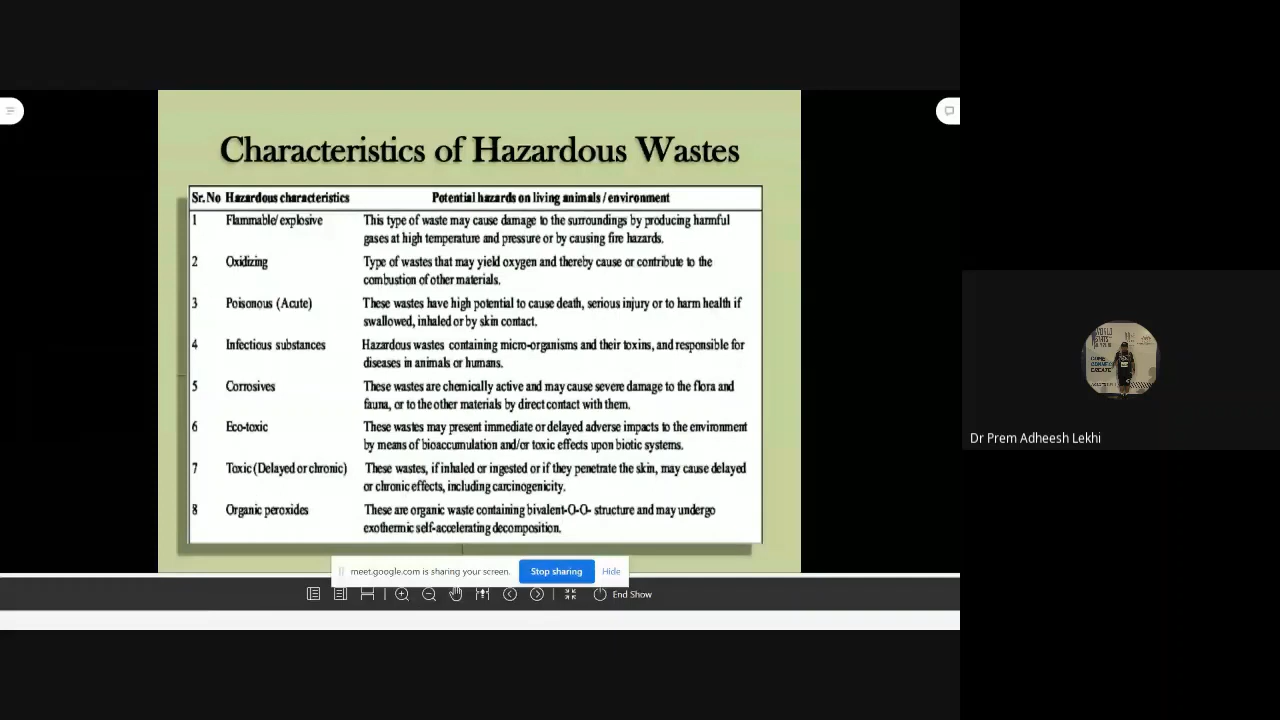 Characteristics of Hazardous Wastes
Sr.No Hazardous characteristics Potential hazards on living animals / environment
1 Flammable/ explosive This type of waste may cause damage to the surroundings by producing harmful
gases at high temperature and pressure or by causing fire hazards.
2 Oxidizing Type of wastes that may yield oxygen and thereby cause or contribute to the
combustion of other materials.
3 Poisonous (Acute) These wastes have high potential to cause death, serious injury or to harm health if
swallowed, inhaled or by skin contact.
4 Infectious substances Hazardous wastes containing micro-organisms and their toxins, and responsible for
diseases in animals or humans.
5 Corrosives These wastes are chemically active and may cause severe damage to the flora and
fauna, or to the other materials by direct contact with them.
6 Eco-toxic These wastes may present immediate or delayed adverse impacts to the environment
by means of bioaccumulation and/or toxic effects upon biotic systems.
7 Toxic (Delayed or chronic) These wastes, if inhaled or ingested or if they penetrate the skin, may cause delayed
or chronic effects, including carcinogenicity.
8 Organic peroxides These are organic waste containing bivalent-O-O- structure and may undergo
exothermic self-accelerating decomposition.
meet.google.com is sharing your screen. Stop sharing Hide
End Show
Dr Prem Adheesh Lekhi